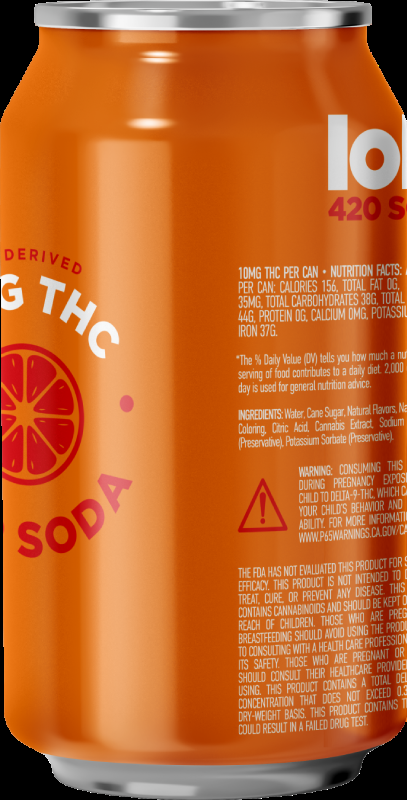 DERIVED
G THC
SODA
lol
420 S
10MG THC PER CAN • NUTRITION FACTS:
PER CAN: CALORIES 156, TOTAL FAT 0G,
35MG, TOTAL CARBOHYDRATES 38G, TOTAL
44G, PROTEIN 0G, CALCIUM 0MG, POTASSIU
IRON 37G.
*The % Daily Value (DV) tells you how much a nu
serving of food contributes to a daily diet. 2,000
day is used for general nutrition advice.
INGREDIENTS: Water, Cane Sugar, Natural Flavors, Na
Coloring, Citric Acid, Cannabis Extract, Sodium
(Preservative), Potassium Sorbate (Preservative).
WARNING: CONSUMING THIS
DURING PREGNANCY EXPOS
CHILD TO DELTA-9-THC, WHICH CA
YOUR CHILD'S BEHAVIOR AND
ABILITY. FOR MORE INFORMATI
WWW.P65WARNINGS.CA.GOV/CA
THE FDA HAS NOT EVALUATED THIS PRODUCT FOR S
EFFICACY. THIS PRODUCT IS NOT INTENDED TO
TREAT, CURE, OR PREVENT ANY DISEASE. THIS
CONTAINS CANNABINOIDS AND SHOULD BE KEPT O
REACH OF CHILDREN. THOSE WHO ARE PREG
BREASTFEEDING SHOULD AVOID USING THE PRODU
TO CONSULTING WITH A HEALTH CARE PROFESSION
ITS SAFETY. THOSE WHO ARE PREGNANT OR
SHOULD CONSULT THEIR HEALTHCARE PROVIDE
USING. THIS PRODUCT CONTAINS A TOTAL DEL
CONCENTRATION THAT DOES NOT EXCEED 0.3
DRY-WEIGHT BASIS. THIS PRODUCT CONTAINS T
COULD RESULT IN A FAILED DRUG TEST.